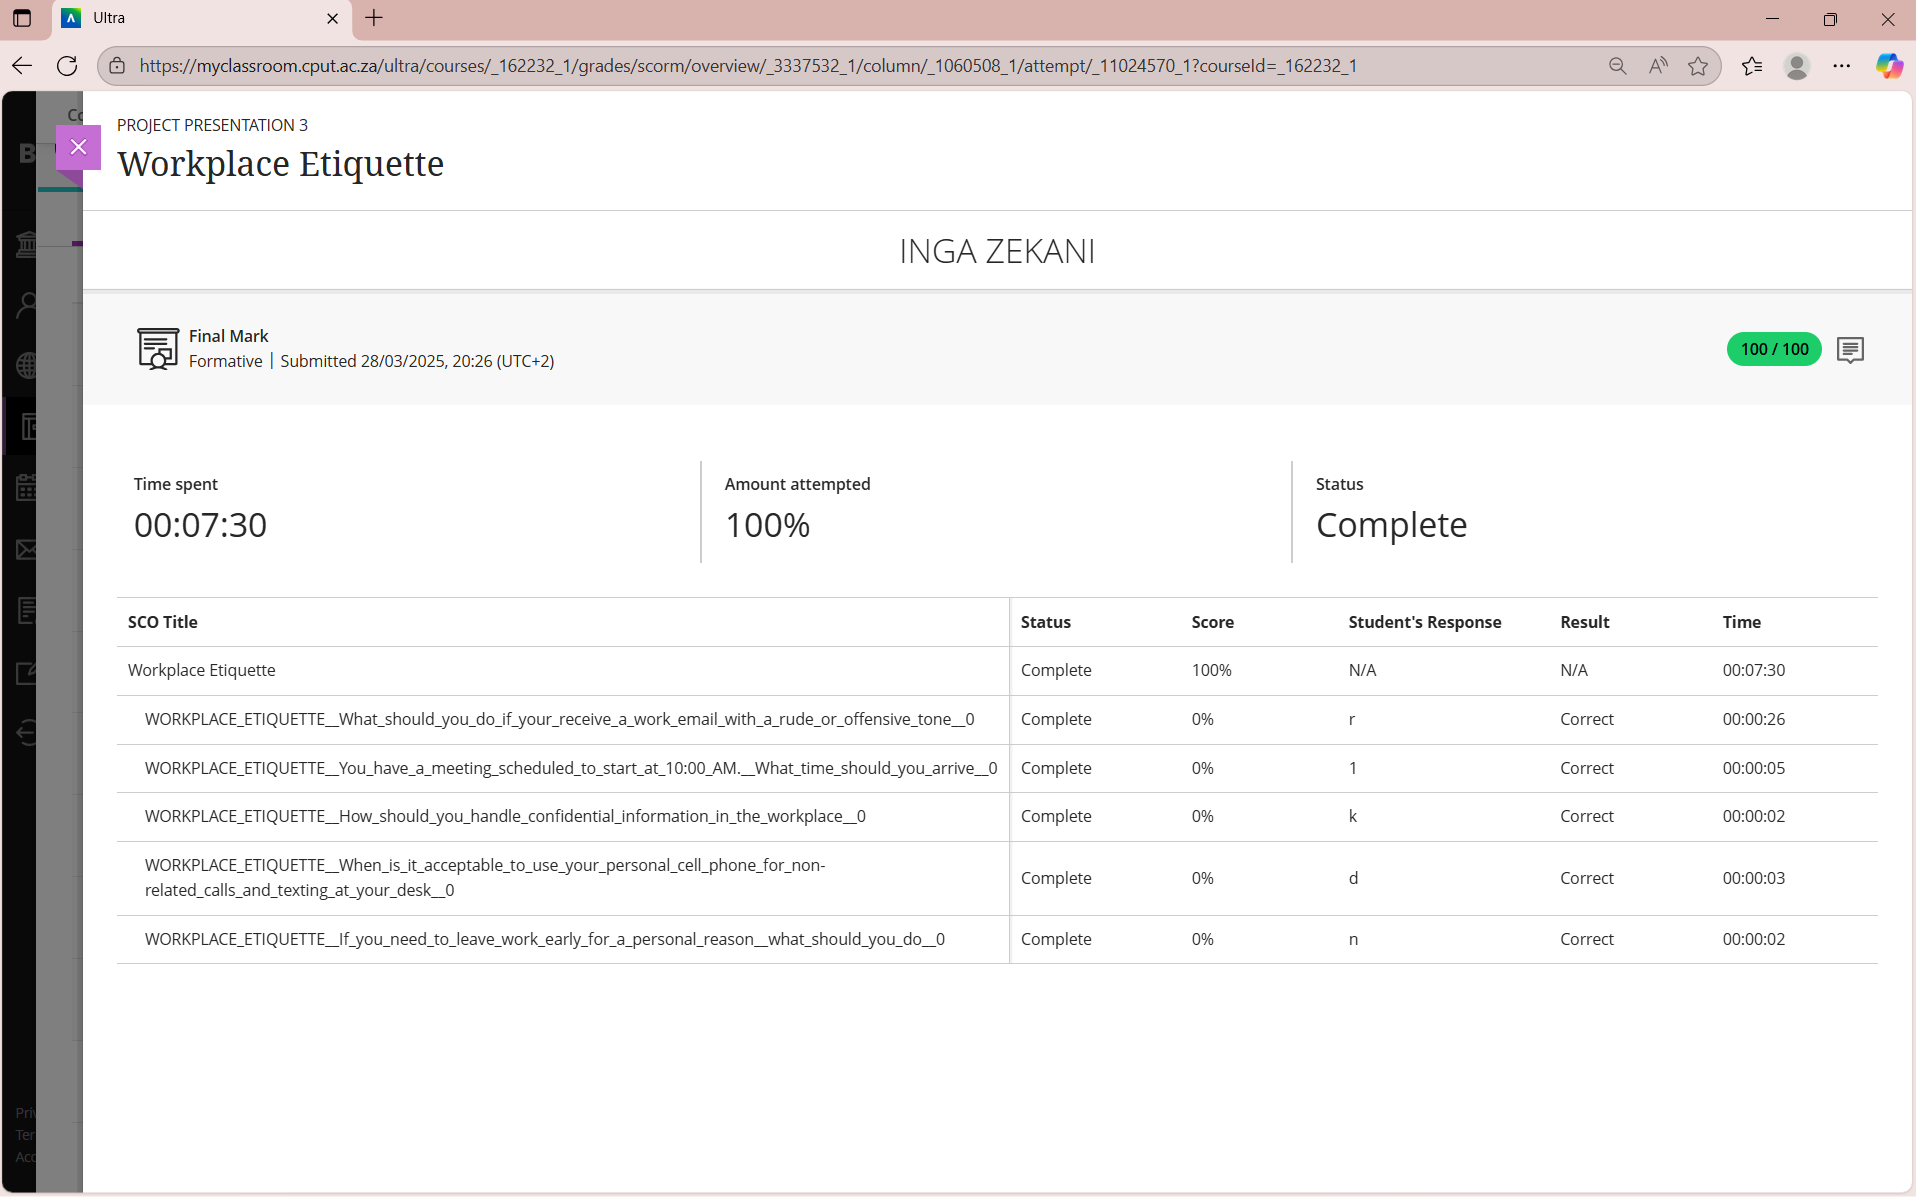 Ultra
https://myclassroom.cput.ac.za/ultra/courses/_162232_1/grades/scorm/overview/_3337532_1/column/_1060508_1/attempt/_11024570_1?courseId=_162232_1
PROJECT PRESENTATION 3
Workplace Etiquette
INGA ZEKANI
Final Mark
Formative | Submitted 28/03/2025, 20:26 (UTC+2)
100 / 100
Time spent
00:07:30
Amount attempted
100%
Status
Complete
SCO Title Status Score Student's Response Result Time
Workplace Etiquette Complete 100% N/A N/A 00:07:30
WORKPLACE_ETIQUETTE__What_should_you_do_if_your_receive_a_work_email_with_a_rude_or_offensive_tone__0 Complete 0% r Correct 00:00:26
WORKPLACE_ETIQUETTE__You_have_a_meeting_scheduled_to_start_at_10:00_AM.__What_time_should_you_arrive__0 Complete 0% 1 Correct 00:00:05
WORKPLACE_ETIQUETTE__How_should_you_handle_confidential_information_in_the_workplace__0 Complete 0% k Correct 00:00:02
WORKPLACE_ETIQUETTE__When_is_it_acceptable_to_use_your_personal_cell_phone_for_non-
related_calls_and_texting_at_your_desk__0 Complete 0% d Correct 00:00:03
WORKPLACE_ETIQUETTE__If_you_need_to_leave_work_early_for_a_personal_reason__what_should_you_do__0 Complete 0% n Correct 00:00:02